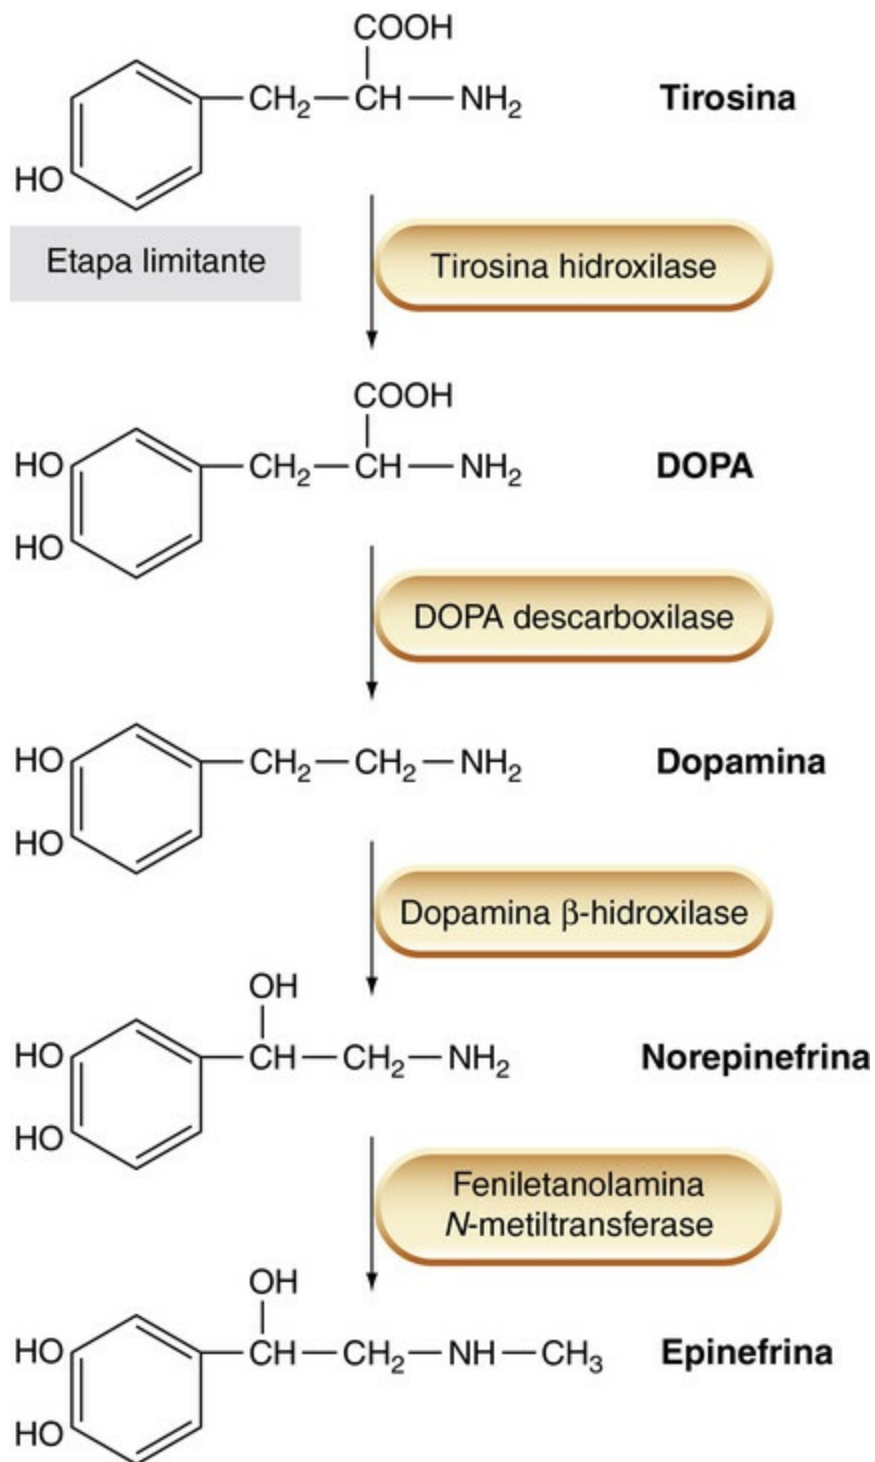 COOH
CH2—CH—NH2 Tirosina
HO
Etapa limitante
Tirosina hidroxilase
COOH
HO CH2—CH—NH2 DOPA
HO
DOPA descarboxilase
HO CH2—CH2—NH2 Dopamina
HO
Dopamina β-hidroxilase
OH
HO CH—CH2—NH2 Norepinefrina
HO
Feniletanolamina
N-metiltransferase
OH
HO CH—CH2—NH—CH3 Epinefrina
HO